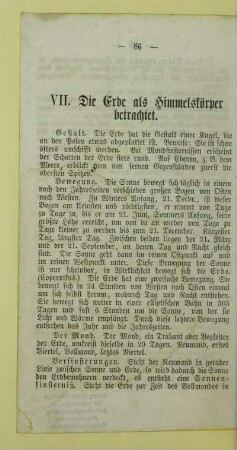 — 86 —
VII. Die Erde als Himmelskörper
betrachtet.
Gestalt. Die Erde hat die Gestalt einer Kugel, die
an den Polen etwas abgeplattet ist. Beweise: Sie ist schon
öfters umschifft worden. Bei Mondfinsternissen erscheint
der Schatten der Erde stets rund. Auf Ebenen, z. B. dem
Meere, erblickt man von fernen Gegenständen zuerst die
obersten Spitzen.
Bewegung. Die Sonne bewegt sich täglich in einem
nach den Jahreszeiten verschieden großen Bogen von Osten
nach Westen. Zu Winters Anfang, 21. Decbr., ist dieser
Bogen am kleinsten und niedrigsten, er nimmt von Tage
zu Tage zu, bis er am 21. Juni, Sommers Anfang, seine
größte Höhe erreicht, um von da an wieder von Tage zu
Tage kleiner zu werden bis zum 21. December. Kürzester
Tag, längster Tag. Zwischen beiden liegen der 21. März
und der 21. September, an denen Tag und Nacht gleich
sind. Die Sonne geht dann im reinen Ostpunkt auf und
im reinen Westpunkt unter. Diese Bewegung der Sonne
ist nur scheinbar, in Wirklichkeit bewegt sich die Erde.
(Copernikus.) Die Erde hat eine zweifache Bewegung. Sie
bewegt sich in 24 Stunden von Westen nach Osten einmal
um sich selbst herum, wodurch Tag und Nacht entstehen.
Sie bewegt sich weiter in einer elliptischen Bahn in 365
Tagen und fast 6 Stunden um die Sonne, von der sie
Licht und Wärme empfängt. Durch diese letztere Bewegung
entstehen das Jahr und die Jahreszeiten.
Der Mond. Der Mond, ein Trabant oder Begleiter
der Erde, umkreist dieselbe in 29 Tagen. Neumond, erstes
Viertel, Vollmond, letztes Viertel.
Verfinsterungen. Steht der Neumond in gerader
Linie zwischen Sonne und Erde, so wird dadurch die Sonne
den Erdbewohnern verdeckt, es entsteht eine Sonnen-
finsterniß. Steht die Erde zur Zeit des Vollmondes in